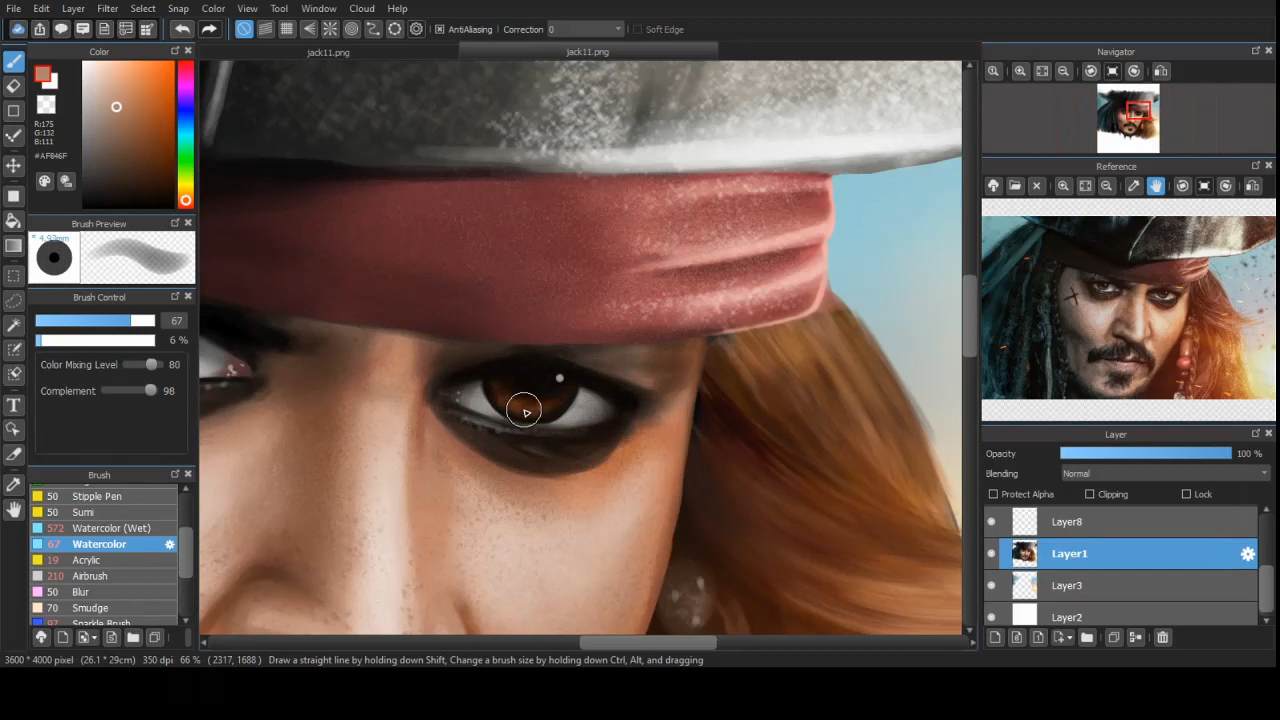 File Edit Layer Filter Select Snap Color View Tool Window Cloud Help
AntiAliasing Correction 0 Soft Edge
Color
jack11.png jack11.png
Navigator
R:175
G:132
B:111
#AF846F
Reference
Brush Preview
* 4.93mm
Brush Control
67
6 %
Color Mixing Level 80
Complement 98
Layer
Opacity 100 %
Blending Normal
Protect Alpha Clipping Lock
Brush
50 Stipple Pen
50 Sumi
572 Watercolor (Wet)
67 Watercolor
19 Acrylic
210 Airbrush
50 Blur
70 Smudge
97 Sparkle Brush
Layer8
Layer1
Layer3
Layer2
3600 * 4000 pixel (26.1 * 29cm) 350 dpi 66 % ( 2317, 1688 ) Draw a straight line by holding down Shift, Change a brush size by holding down Ctrl, Alt, and dragging